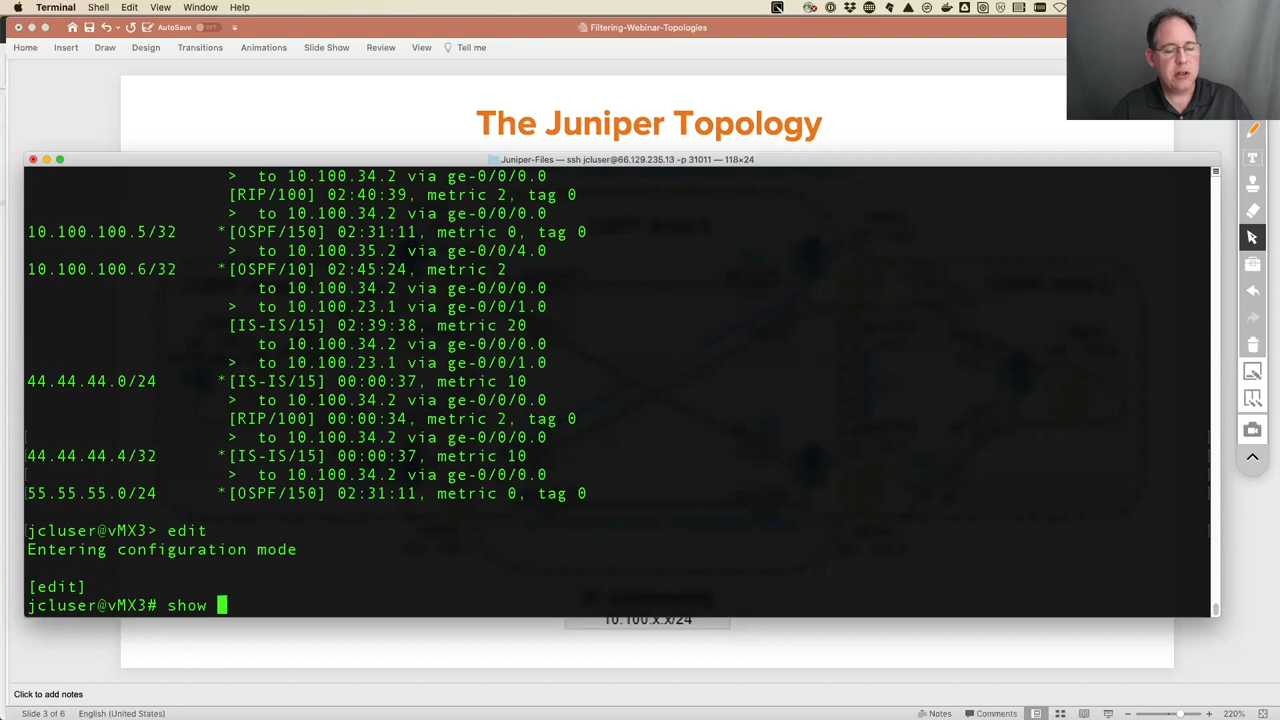 Terminal Shell Edit View Window Help
AutoSave OFF
Filtering-Webinar-Topologies
Home Insert Draw Design Transitions Animations Slide Show Review View Tell me
The Juniper Topology
Juniper-Files — ssh jcluser@66.129.235.13 -p 31011 — 118×24
> to 10.100.34.2 via ge-0/0/0.0
[RIP/100] 02:40:39, metric 2, tag 0
> to 10.100.34.2 via ge-0/0/0.0
10.100.100.5/32 *[OSPF/150] 02:31:11, metric 0, tag 0
> to 10.100.35.2 via ge-0/0/4.0
10.100.100.6/32 *[OSPF/10] 02:45:24, metric 2
to 10.100.34.2 via ge-0/0/0.0
> to 10.100.23.1 via ge-0/0/1.0
[IS-IS/15] 02:39:38, metric 20
to 10.100.34.2 via ge-0/0/0.0
> to 10.100.23.1 via ge-0/0/1.0
44.44.44.0/24 *[IS-IS/15] 00:00:37, metric 10
> to 10.100.34.2 via ge-0/0/0.0
[RIP/100] 00:00:34, metric 2, tag 0
> to 10.100.34.2 via ge-0/0/0.0
44.44.44.4/32 *[IS-IS/15] 00:00:37, metric 10
> to 10.100.34.2 via ge-0/0/0.0
55.55.55.0/24 *[OSPF/150] 02:31:11, metric 0, tag 0
jcluser@vMX3> edit
Entering configuration mode
[edit]
jcluser@vMX3# show
10.100.x.x/24
Click to add notes
Slide 3 of 6 English (United States) Notes Comments 220%